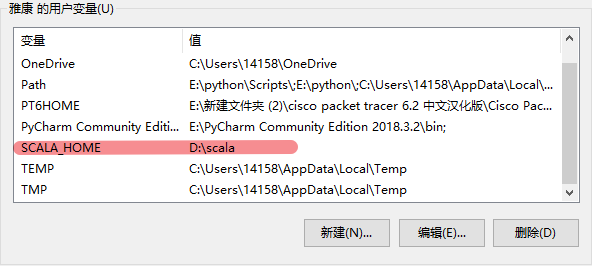 雅康 的用户变量(U)
变量 值
OneDrive C:\Users\14158\OneDrive
Path E:\python\Scripts\;E:\python\;C:\Users\14158\AppData\Local\...
PT6HOME E:\新建文件夹 (2)\cisco packet tracer 6.2 中文汉化版\Cisco Pac...
PyCharm Community Editi... E:\PyCharm Community Edition 2018.3.2\bin;
SCALA_HOME D:\scala
TEMP C:\Users\14158\AppData\Local\Temp
TMP C:\Users\14158\AppData\Local\Temp
新建(N)... 编辑(E)... 删除(D)